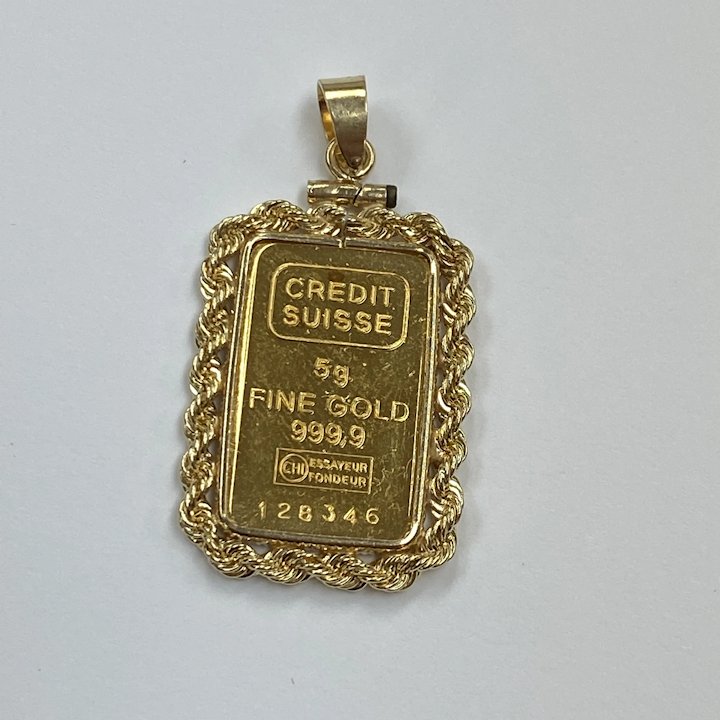 CREDIT
SUISSE
5g
FINE GOLD
999,9
CHI ESSAYEUR
FONDEUR
128346